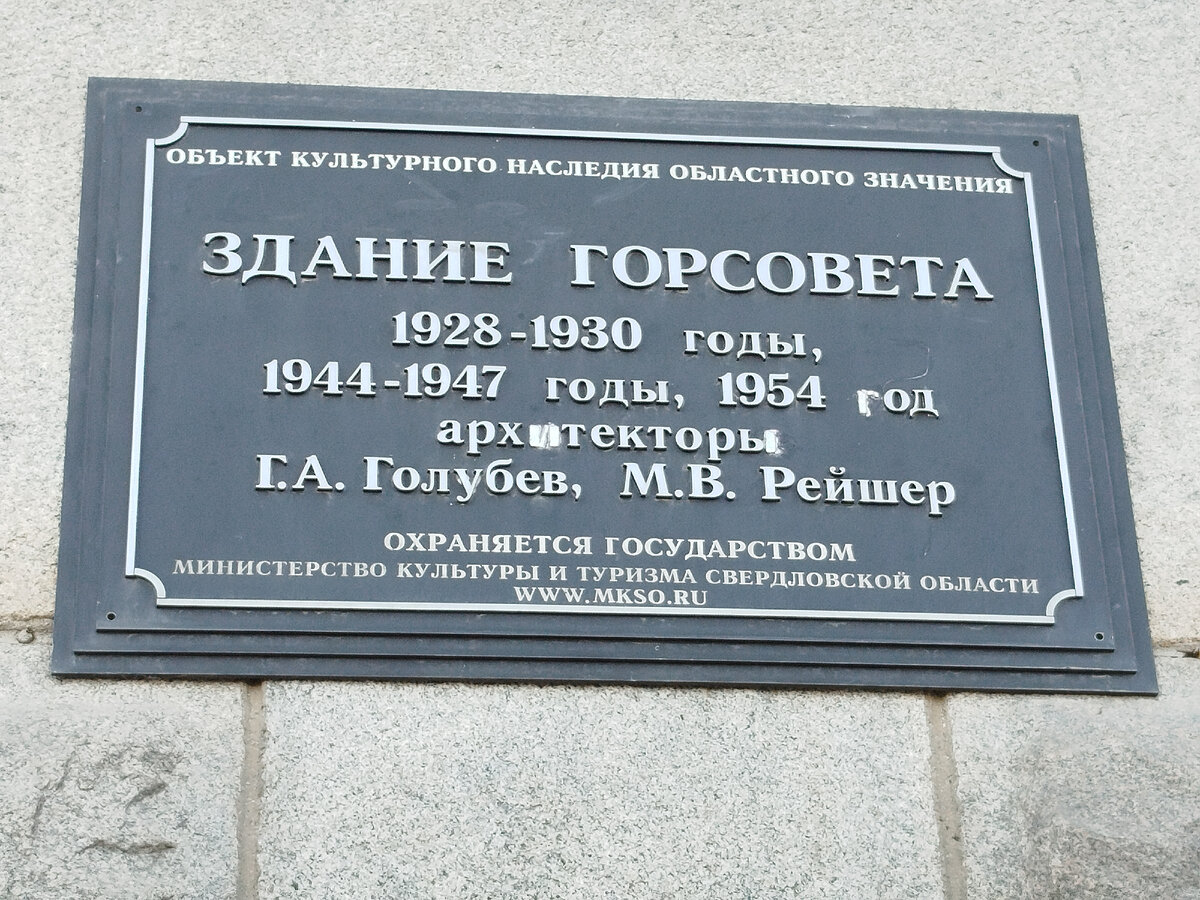 ОБЪЕКТ КУЛЬТУРНОГО НАСЛЕДИЯ ОБЛАСТНОГО ЗНАЧЕНИЯ
ЗДАНИЕ ГОРСОВЕТА
1928-1930 годы,
1944-1947 годы, 1954 год
архитекторы
Г.А. Голубев, М.В. Рейшер
ОХРАНЯЕТСЯ ГОСУДАРСТВОМ
МИНИСТЕРСТВО КУЛЬТУРЫ И ТУРИЗМА СВЕРДЛОВСКОЙ ОБЛАСТИ
WWW.MKSO.RU